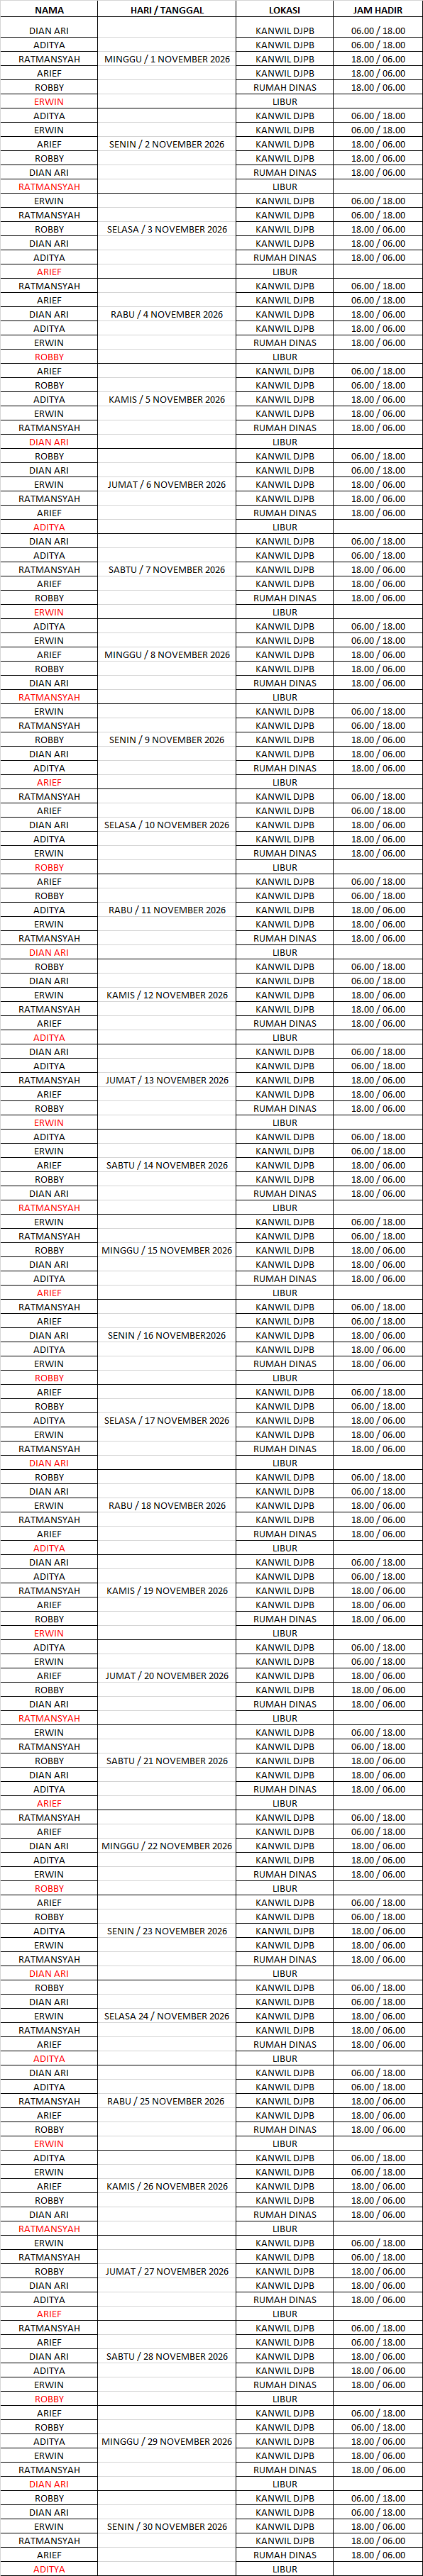 NAMA HARI / TANGGAL LOKASI JAM HADIR
DIAN ARI KANWIL DJPB 06.00 / 18.00
ADITYA KANWIL DJPB 06.00 / 18.00
RATMANSYAH MINGGU / 1 NOVEMBER 2026 KANWIL DJPB 18.00 / 06.00
ARIEF KANWIL DJPB 18.00 / 06.00
ROBBY RUMAH DINAS 18.00 / 06.00
ERWIN LIBUR
ADITYA KANWIL DJPB 06.00 / 18.00
ERWIN KANWIL DJPB 06.00 / 18.00
ARIEF SENIN / 2 NOVEMBER 2026 KANWIL DJPB 18.00 / 06.00
ROBBY KANWIL DJPB 18.00 / 06.00
DIAN ARI RUMAH DINAS 18.00 / 06.00
RATMANSYAH LIBUR
ERWIN KANWIL DJPB 06.00 / 18.00
RATMANSYAH KANWIL DJPB 06.00 / 18.00
ROBBY SELASA / 3 NOVEMBER 2026 KANWIL DJPB 18.00 / 06.00
DIAN ARI KANWIL DJPB 18.00 / 06.00
ADITYA RUMAH DINAS 18.00 / 06.00
ARIEF LIBUR
RATMANSYAH KANWIL DJPB 06.00 / 18.00
ARIEF KANWIL DJPB 06.00 / 18.00
DIAN ARI RABU / 4 NOVEMBER 2026 KANWIL DJPB 18.00 / 06.00
ADITYA KANWIL DJPB 18.00 / 06.00
ERWIN RUMAH DINAS 18.00 / 06.00
ROBBY LIBUR
ARIEF KANWIL DJPB 06.00 / 18.00
ROBBY KANWIL DJPB 06.00 / 18.00
ADITYA KAMIS / 5 NOVEMBER 2026 KANWIL DJPB 18.00 / 06.00
ERWIN KANWIL DJPB 18.00 / 06.00
RATMANSYAH RUMAH DINAS 18.00 / 06.00
DIAN ARI LIBUR
ROBBY KANWIL DJPB 06.00 / 18.00
DIAN ARI KANWIL DJPB 06.00 / 18.00
ERWIN JUMAT / 6 NOVEMBER 2026 KANWIL DJPB 18.00 / 06.00
RATMANSYAH KANWIL DJPB 18.00 / 06.00
ARIEF RUMAH DINAS 18.00 / 06.00
ADITYA LIBUR
DIAN ARI KANWIL DJPB 06.00 / 18.00
ADITYA KANWIL DJPB 06.00 / 18.00
RATMANSYAH SABTU / 7 NOVEMBER 2026 KANWIL DJPB 18.00 / 06.00
ARIEF KANWIL DJPB 18.00 / 06.00
ROBBY RUMAH DINAS 18.00 / 06.00
ERWIN LIBUR
ADITYA KANWIL DJPB 06.00 / 18.00
ERWIN KANWIL DJPB 06.00 / 18.00
ARIEF MINGGU / 8 NOVEMBER 2026 KANWIL DJPB 18.00 / 06.00
ROBBY KANWIL DJPB 18.00 / 06.00
DIAN ARI RUMAH DINAS 18.00 / 06.00
RATMANSYAH LIBUR
ERWIN KANWIL DJPB 06.00 / 18.00
RATMANSYAH KANWIL DJPB 06.00 / 18.00
ROBBY SENIN / 9 NOVEMBER 2026 KANWIL DJPB 18.00 / 06.00
DIAN ARI KANWIL DJPB 18.00 / 06.00
ADITYA RUMAH DINAS 18.00 / 06.00
ARIEF LIBUR
RATMANSYAH KANWIL DJPB 06.00 / 18.00
ARIEF KANWIL DJPB 06.00 / 18.00
DIAN ARI SELASA / 10 NOVEMBER 2026 KANWIL DJPB 18.00 / 06.00
ADITYA KANWIL DJPB 18.00 / 06.00
ERWIN RUMAH DINAS 18.00 / 06.00
ROBBY LIBUR
ARIEF KANWIL DJPB 06.00 / 18.00
ROBBY KANWIL DJPB 06.00 / 18.00
ADITYA RABU / 11 NOVEMBER 2026 KANWIL DJPB 18.00 / 06.00
ERWIN KANWIL DJPB 18.00 / 06.00
RATMANSYAH RUMAH DINAS 18.00 / 06.00
DIAN ARI LIBUR
ROBBY KANWIL DJPB 06.00 / 18.00
DIAN ARI KANWIL DJPB 06.00 / 18.00
ERWIN KAMIS / 12 NOVEMBER 2026 KANWIL DJPB 18.00 / 06.00
RATMANSYAH KANWIL DJPB 18.00 / 06.00
ARIEF RUMAH DINAS 18.00 / 06.00
ADITYA LIBUR
DIAN ARI KANWIL DJPB 06.00 / 18.00
ADITYA KANWIL DJPB 06.00 / 18.00
RATMANSYAH JUMAT / 13 NOVEMBER 2026 KANWIL DJPB 18.00 / 06.00
ARIEF KANWIL DJPB 18.00 / 06.00
ROBBY RUMAH DINAS 18.00 / 06.00
ERWIN LIBUR
ADITYA KANWIL DJPB 06.00 / 18.00
ERWIN KANWIL DJPB 06.00 / 18.00
ARIEF SABTU / 14 NOVEMBER 2026 KANWIL DJPB 18.00 / 06.00
ROBBY KANWIL DJPB 18.00 / 06.00
DIAN ARI RUMAH DINAS 18.00 / 06.00
RATMANSYAH LIBUR
ERWIN KANWIL DJPB 06.00 / 18.00
RATMANSYAH KANWIL DJPB 06.00 / 18.00
ROBBY MINGGU / 15 NOVEMBER 2026 KANWIL DJPB 18.00 / 06.00
DIAN ARI KANWIL DJPB 18.00 / 06.00
ADITYA RUMAH DINAS 18.00 / 06.00
ARIEF LIBUR
RATMANSYAH KANWIL DJPB 06.00 / 18.00
ARIEF KANWIL DJPB 06.00 / 18.00
DIAN ARI SENIN / 16 NOVEMBER2026 KANWIL DJPB 18.00 / 06.00
ADITYA KANWIL DJPB 18.00 / 06.00
ERWIN RUMAH DINAS 18.00 / 06.00
ROBBY LIBUR
ARIEF KANWIL DJPB 06.00 / 18.00
ROBBY KANWIL DJPB 06.00 / 18.00
ADITYA SELASA / 17 NOVEMBER 2026 KANWIL DJPB 18.00 / 06.00
ERWIN KANWIL DJPB 18.00 / 06.00
RATMANSYAH RUMAH DINAS 18.00 / 06.00
DIAN ARI LIBUR
ROBBY KANWIL DJPB 06.00 / 18.00
DIAN ARI KANWIL DJPB 06.00 / 18.00
ERWIN RABU / 18 NOVEMBER 2026 KANWIL DJPB 18.00 / 06.00
RATMANSYAH KANWIL DJPB 18.00 / 06.00
ARIEF RUMAH DINAS 18.00 / 06.00
ADITYA LIBUR
DIAN ARI KANWIL DJPB 06.00 / 18.00
ADITYA KANWIL DJPB 06.00 / 18.00
RATMANSYAH KAMIS / 19 NOVEMBER 2026 KANWIL DJPB 18.00 / 06.00
ARIEF KANWIL DJPB 18.00 / 06.00
ROBBY RUMAH DINAS 18.00 / 06.00
ERWIN LIBUR
ADITYA KANWIL DJPB 06.00 / 18.00
ERWIN KANWIL DJPB 06.00 / 18.00
ARIEF JUMAT / 20 NOVEMBER 2026 KANWIL DJPB 18.00 / 06.00
ROBBY KANWIL DJPB 18.00 / 06.00
DIAN ARI RUMAH DINAS 18.00 / 06.00
RATMANSYAH LIBUR
ERWIN KANWIL DJPB 06.00 / 18.00
RATMANSYAH KANWIL DJPB 06.00 / 18.00
ROBBY SABTU / 21 NOVEMBER 2026 KANWIL DJPB 18.00 / 06.00
DIAN ARI KANWIL DJPB 18.00 / 06.00
ADITYA RUMAH DINAS 18.00 / 06.00
ARIEF LIBUR
RATMANSYAH KANWIL DJPB 06.00 / 18.00
ARIEF KANWIL DJPB 06.00 / 18.00
DIAN ARI MINGGU / 22 NOVEMBER 2026 KANWIL DJPB 18.00 / 06.00
ADITYA KANWIL DJPB 18.00 / 06.00
ERWIN RUMAH DINAS 18.00 / 06.00
ROBBY LIBUR
ARIEF KANWIL DJPB 06.00 / 18.00
ROBBY KANWIL DJPB 06.00 / 18.00
ADITYA SENIN / 23 NOVEMBER 2026 KANWIL DJPB 18.00 / 06.00
ERWIN KANWIL DJPB 18.00 / 06.00
RATMANSYAH RUMAH DINAS 18.00 / 06.00
DIAN ARI LIBUR
ROBBY KANWIL DJPB 06.00 / 18.00
DIAN ARI KANWIL DJPB 06.00 / 18.00
ERWIN SELASA 24 / NOVEMBER 2026 KANWIL DJPB 18.00 / 06.00
RATMANSYAH KANWIL DJPB 18.00 / 06.00
ARIEF RUMAH DINAS 18.00 / 06.00
ADITYA LIBUR
DIAN ARI KANWIL DJPB 06.00 / 18.00
ADITYA KANWIL DJPB 06.00 / 18.00
RATMANSYAH RABU / 25 NOVEMBER 2026 KANWIL DJPB 18.00 / 06.00
ARIEF KANWIL DJPB 18.00 / 06.00
ROBBY RUMAH DINAS 18.00 / 06.00
ERWIN LIBUR
ADITYA KANWIL DJPB 06.00 / 18.00
ERWIN KANWIL DJPB 06.00 / 18.00
ARIEF KAMIS / 26 NOVEMBER 2026 KANWIL DJPB 18.00 / 06.00
ROBBY KANWIL DJPB 18.00 / 06.00
DIAN ARI RUMAH DINAS 18.00 / 06.00
RATMANSYAH LIBUR
ERWIN KANWIL DJPB 06.00 / 18.00
RATMANSYAH KANWIL DJPB 06.00 / 18.00
ROBBY JUMAT / 27 NOVEMBER 2026 KANWIL DJPB 18.00 / 06.00
DIAN ARI KANWIL DJPB 18.00 / 06.00
ADITYA RUMAH DINAS 18.00 / 06.00
ARIEF LIBUR
RATMANSYAH KANWIL DJPB 06.00 / 18.00
ARIEF KANWIL DJPB 06.00 / 18.00
DIAN ARI SABTU / 28 NOVEMBER 2026 KANWIL DJPB 18.00 / 06.00
ADITYA KANWIL DJPB 18.00 / 06.00
ERWIN RUMAH DINAS 18.00 / 06.00
ROBBY LIBUR
ARIEF KANWIL DJPB 06.00 / 18.00
ROBBY KANWIL DJPB 06.00 / 18.00
ADITYA MINGGU / 29 NOVEMBER 2026 KANWIL DJPB 18.00 / 06.00
ERWIN KANWIL DJPB 18.00 / 06.00
RATMANSYAH RUMAH DINAS 18.00 / 06.00
DIAN ARI LIBUR
ROBBY KANWIL DJPB 06.00 / 18.00
DIAN ARI KANWIL DJPB 06.00 / 18.00
ERWIN SENIN / 30 NOVEMBER 2026 KANWIL DJPB 18.00 / 06.00
RATMANSYAH KANWIL DJPB 18.00 / 06.00
ARIEF RUMAH DINAS 18.00 / 06.00
ADITYA LIBUR